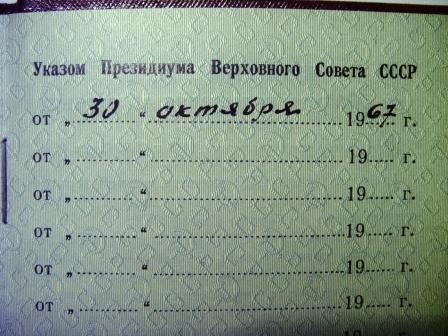 Указом Президиума Верховного Совета СССР
от „ 30 “ октября 1967 г.
от „ “ 19 г.
от „ “ 19 г.
от „ “ 19 г.
от „ “ 19 г.
от „ “ 19 г.